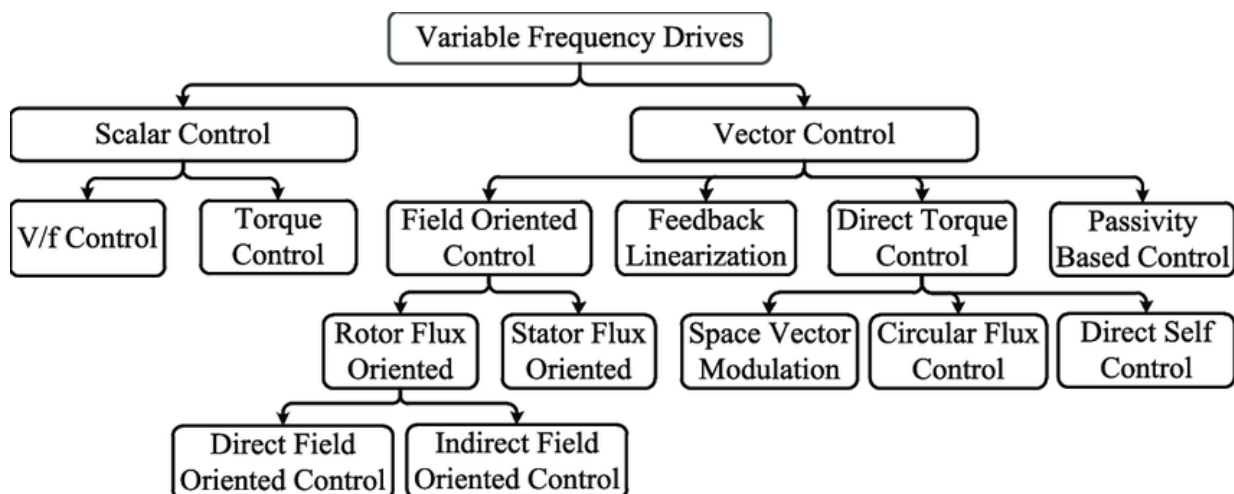 Variable Frequency Drives
Scalar Control
Vector Control
V/f Control
Torque
Control
Field Oriented
Control
Feedback
Linearization
Direct Torque
Control
Passivity
Based Control
Rotor Flux
Oriented
Stator Flux
Oriented
Space Vector
Modulation
Circular Flux
Control
Direct Self
Control
Direct Field
Oriented Control
Indirect Field
Oriented Control